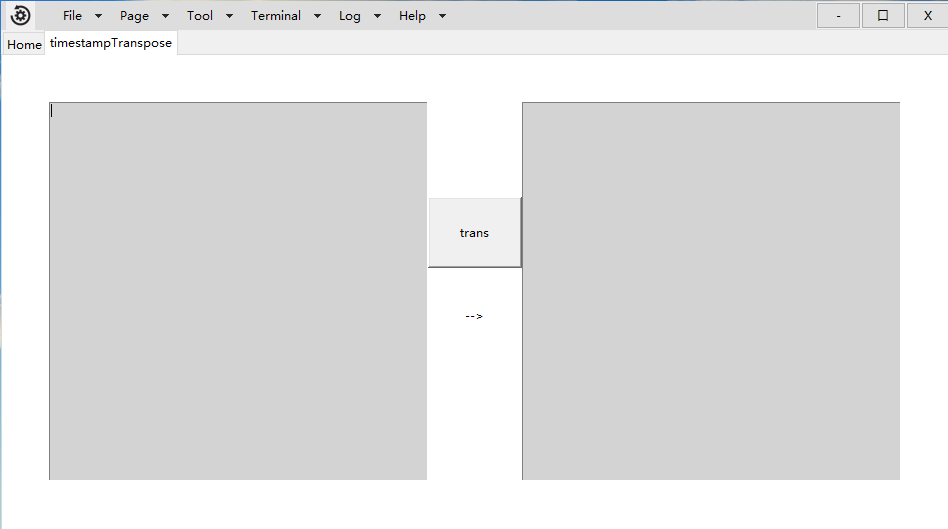 File Page Tool Terminal Log Help - X
Home timestampTranspose
trans
-->